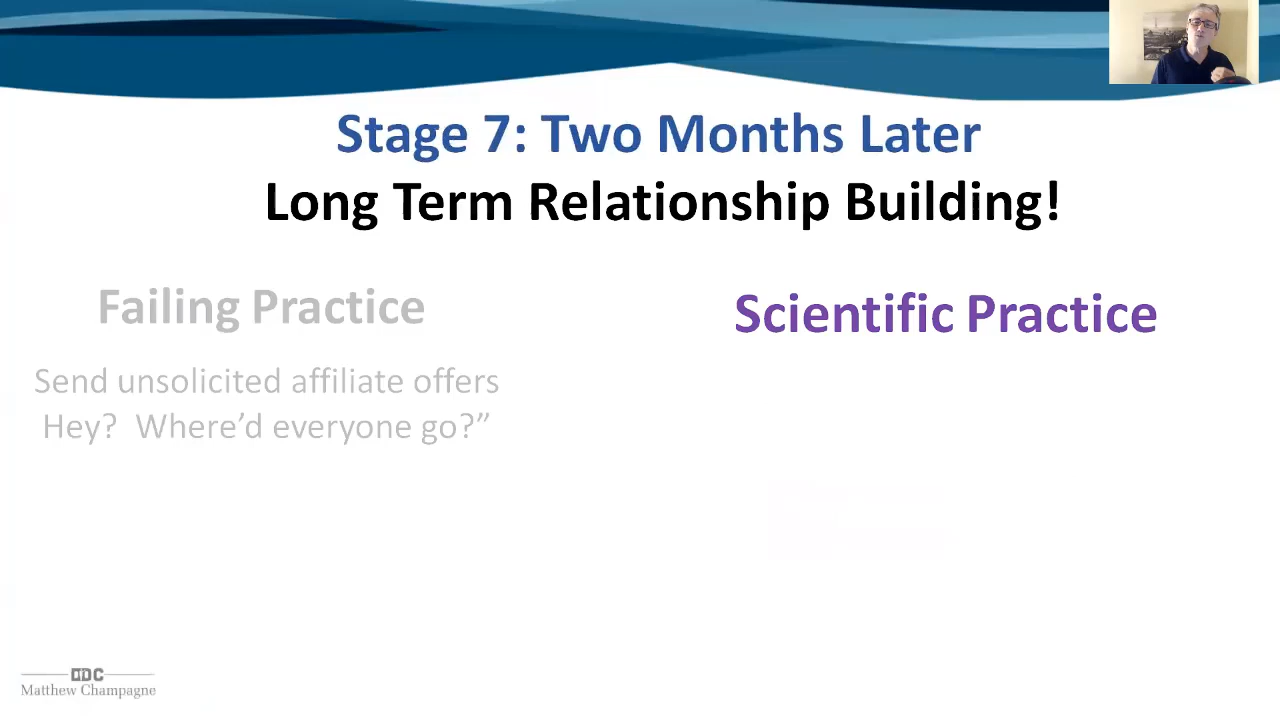 Stage 7: Two Months Later
Long Term Relationship Building!
Failing Practice
Send unsolicited affiliate offers
Hey? Where’d everyone go?”
Scientific Practice
Matthew Champagne